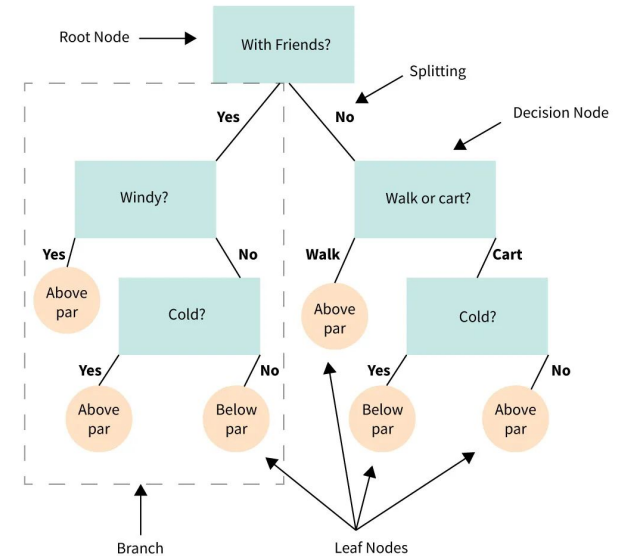 Root Node
With Friends?
Splitting
Yes
No
Decision Node
Windy?
Walk or cart?
Yes
No
Walk
Cart
Above
par
Cold?
Above
par
Cold?
Yes
No
Yes
No
Above
par
Below
par
Below
par
Above
par
Branch
Leaf Nodes